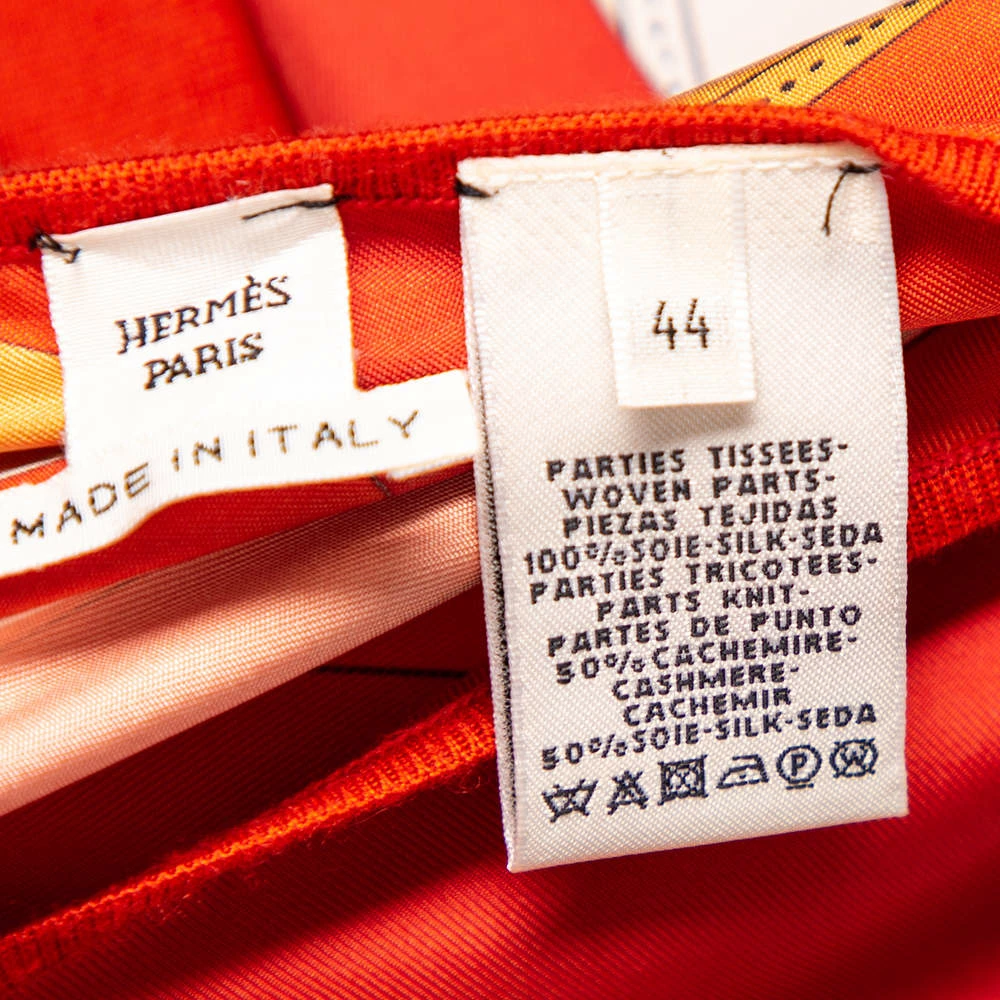 HERMÈS
PARIS
MADE IN ITALY
44
PARTIES TISSEES-
WOVEN PARTS-
PIEZAS TEJIDAS
100%SOIE-SILK-SEDA
PARTIES TRICOTEES-
PARTS KNIT-
PARTES DE PUNTO
50%CACHEMIRE-
CASHMERE-
CACHEMIR
50%SOIE-SILK-SEDA
P W